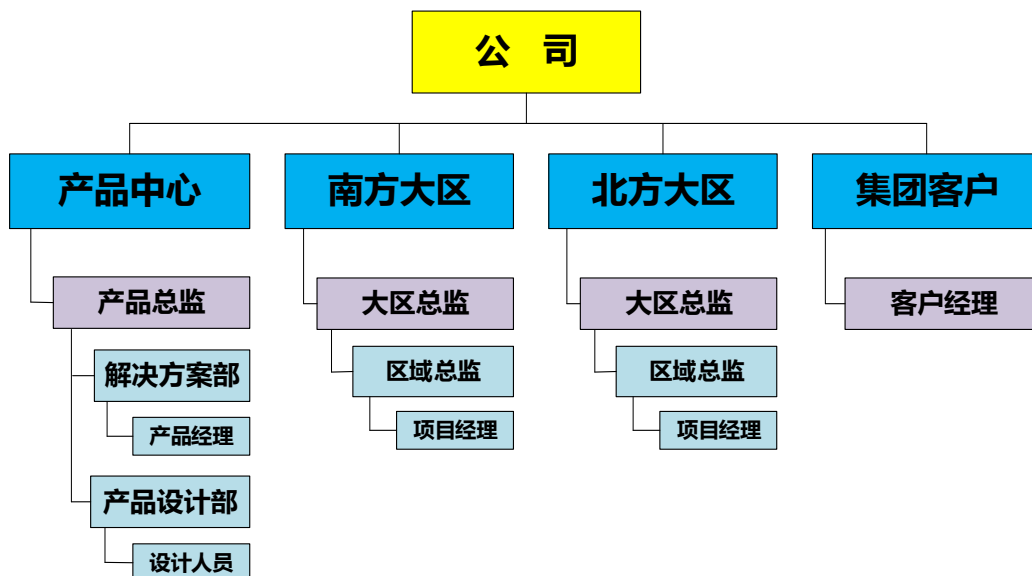 公 司
产品中心
南方大区
北方大区
集团客户
产品总监
大区总监
大区总监
客户经理
解决方案部
区域总监
区域总监
产品经理
项目经理
项目经理
产品设计部
设计人员